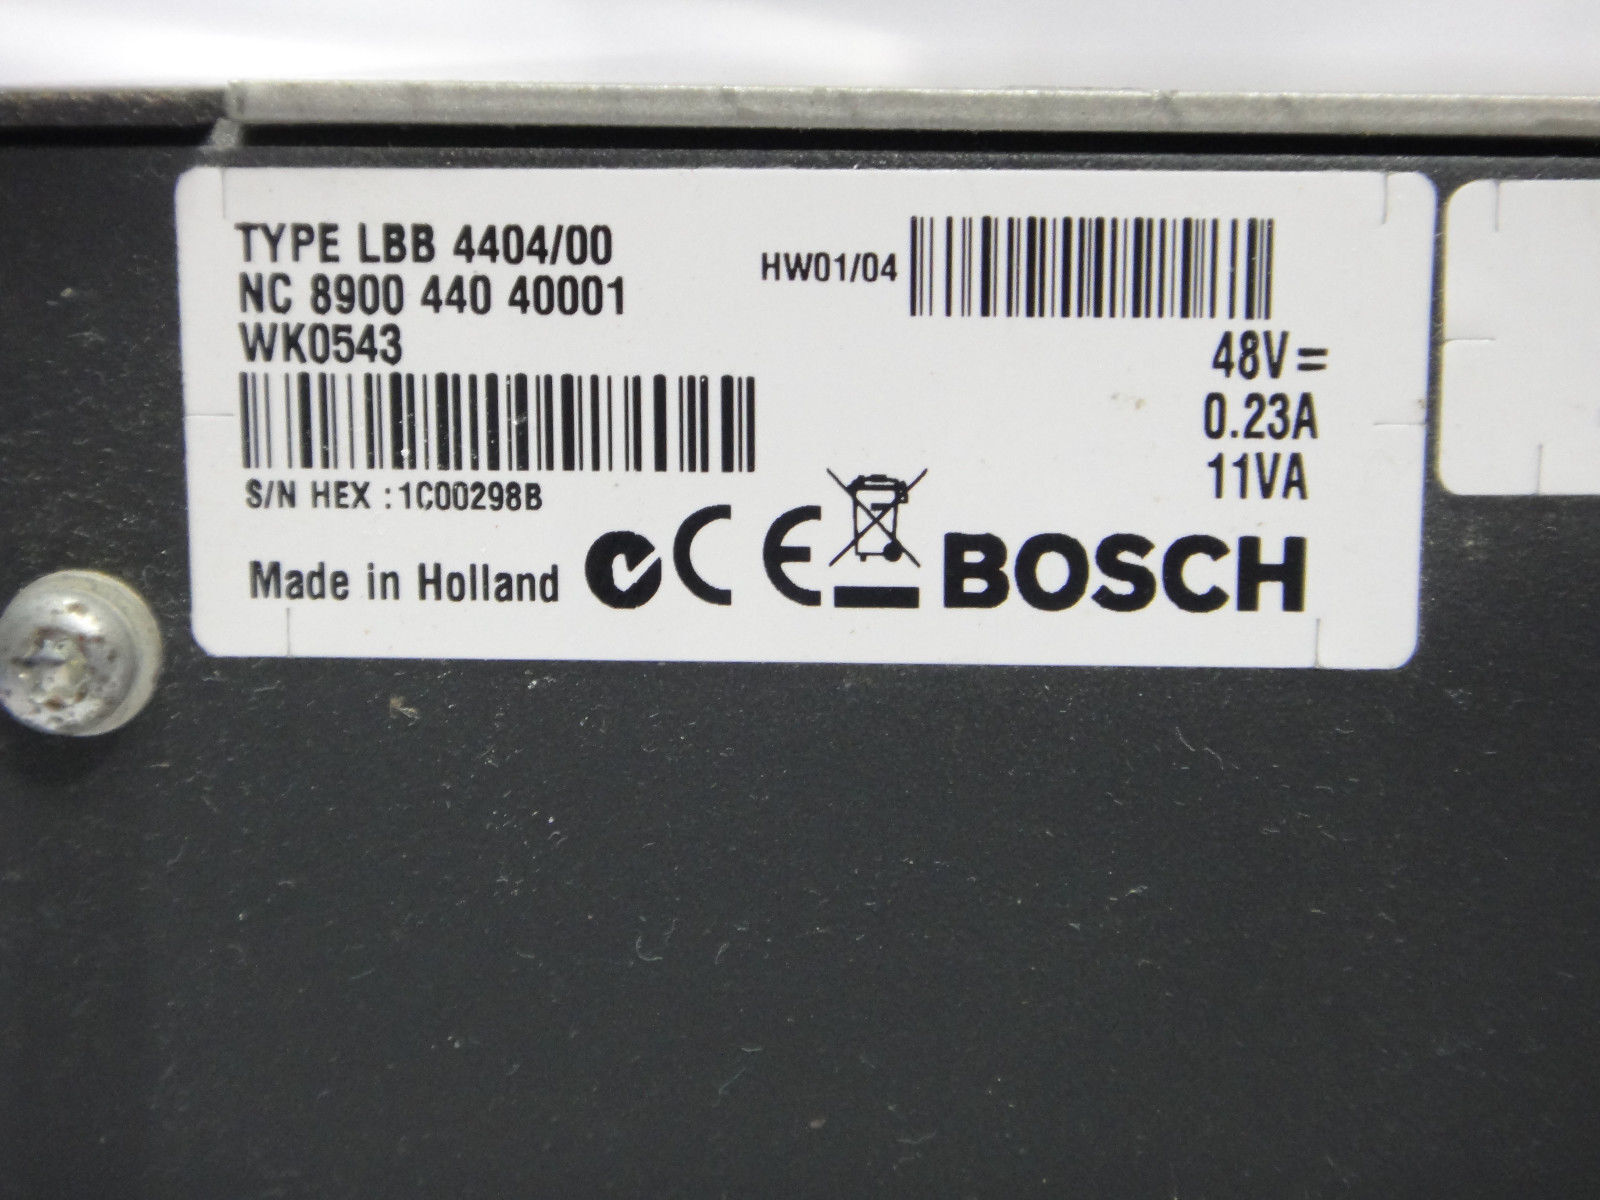 TYPE LBB 4404/00
NC 8900 440 40001
WK0543
HW01/04
48V=
0.23A
11VA
S/N HEX : 1C00298B
Made in Holland CE BOSCH